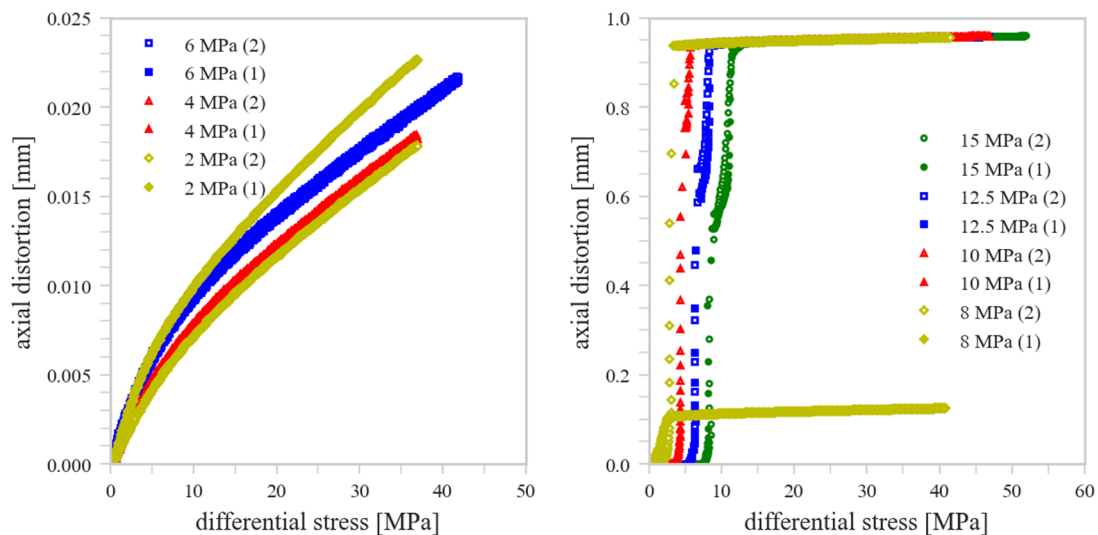 0.025
0.020
0.015
0.010
0.005
0.000
axial distortion [mm]
6 MPa (2)
6 MPa (1)
4 MPa (2)
4 MPa (1)
2 MPa (2)
2 MPa (1)
0
10
20
30
40
50
differential stress [MPa]
1.0
0.8
0.6
0.4
0.2
0.0
axial distortion [mm]
15 MPa (2)
15 MPa (1)
12.5 MPa (2)
12.5 MPa (1)
10 MPa (2)
10 MPa (1)
8 MPa (2)
8 MPa (1)
0
10
20
30
40
50
60
differential stress [MPa]